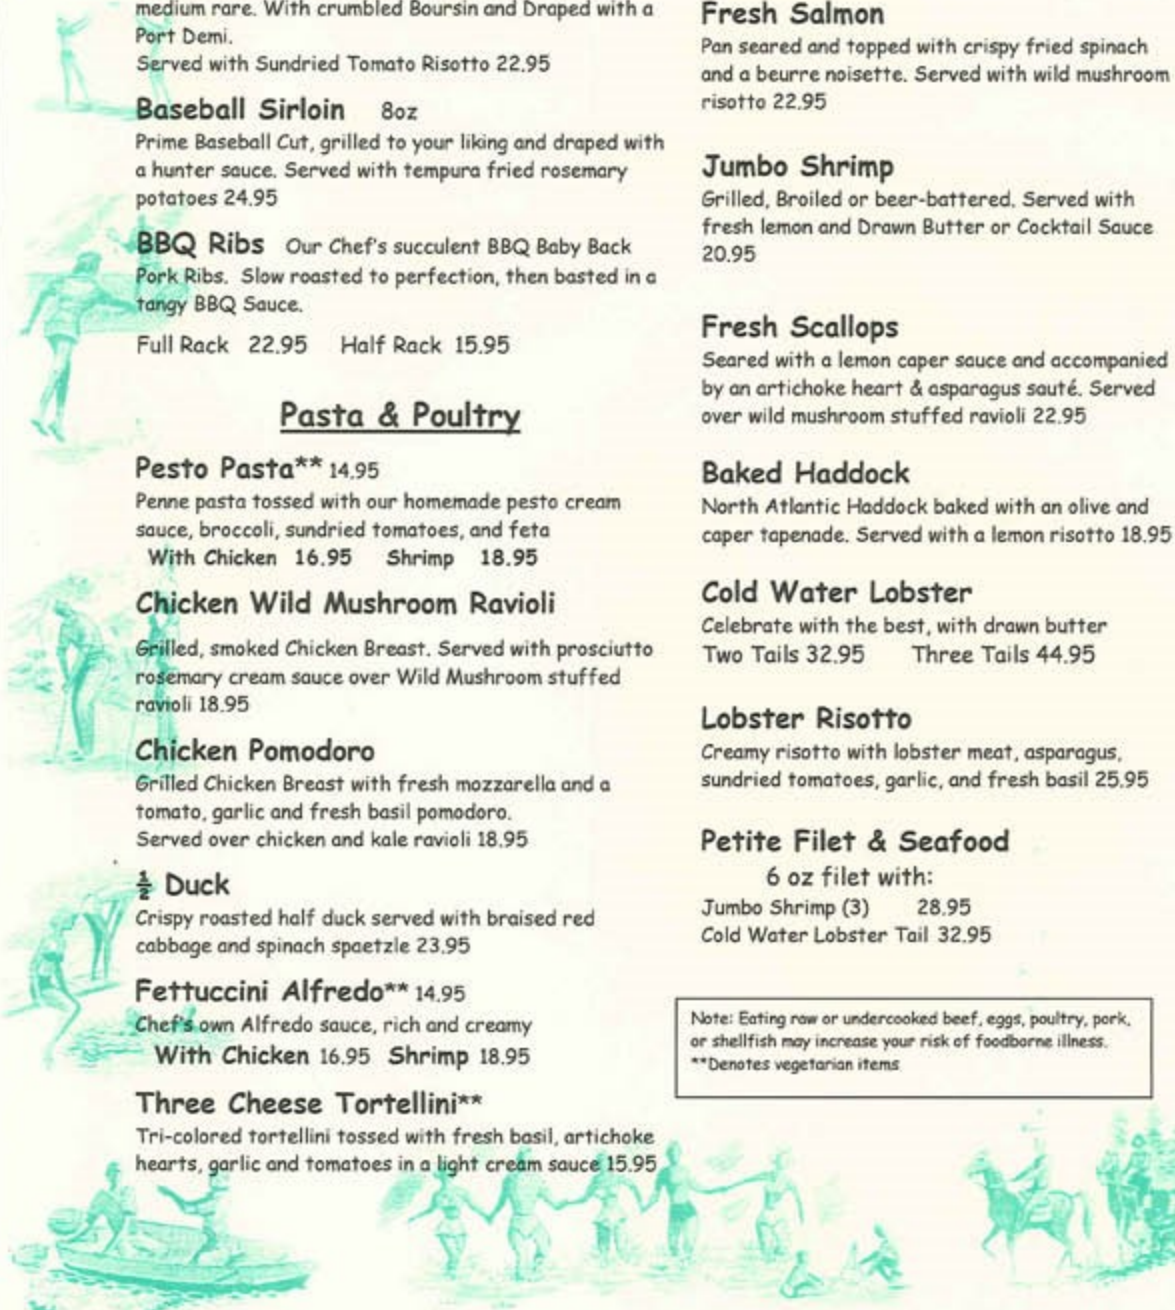 medium rare. With crumbled Boursin and Draped with a
Port Demi.
Served with Sundried Tomato Risotto 22.95
Baseball Sirloin 8oz
Prime Baseball Cut, grilled to your liking and draped with
a hunter sauce. Served with tempura fried rosemary
potatoes 24.95
BBQ Ribs Our Chef's succulent BBQ Baby Back
Pork Ribs. Slow roasted to perfection, then basted in a
tangy BBQ Sauce.
Full Rack 22.95 Half Rack 15.95
Pasta & Poultry
Pesto Pasta** 14.95
Penne pasta tossed with our homemade pesto cream
sauce, broccoli, sundried tomatoes, and feta
With Chicken 16.95 Shrimp 18.95
Chicken Wild Mushroom Ravioli
Grilled, smoked Chicken Breast. Served with prosciutto
rosemary cream sauce over Wild Mushroom stuffed
ravioli 18.95
Chicken Pomodoro
Grilled Chicken Breast with fresh mozzarella and a
tomato, garlic and fresh basil pomodoro.
Served over chicken and kale ravioli 18.95
½ Duck
Crispy roasted half duck served with braised red
cabbage and spinach spaetzle 23.95
Fettuccini Alfredo** 14.95
Chef's own Alfredo sauce, rich and creamy
With Chicken 16.95 Shrimp 18.95
Three Cheese Tortellini**
Tri-colored tortellini tossed with fresh basil, artichoke
hearts, garlic and tomatoes in a light cream sauce 15.95
Fresh Salmon
Pan seared and topped with crispy fried spinach
and a beurre noisette. Served with wild mushroom
risotto 22.95
Jumbo Shrimp
Grilled, Broiled or beer-battered. Served with
fresh lemon and Drawn Butter or Cocktail Sauce
20.95
Fresh Scallops
Seared with a lemon caper sauce and accompanied
by an artichoke heart & asparagus sauté. Served
over wild mushroom stuffed ravioli 22.95
Baked Haddock
North Atlantic Haddock baked with an olive and
caper tapenade. Served with a lemon risotto 18.95
Cold Water Lobster
Celebrate with the best, with drawn butter
Two Tails 32.95 Three Tails 44.95
Lobster Risotto
Creamy risotto with lobster meat, asparagus,
sundried tomatoes, garlic, and fresh basil 25.95
Petite Filet & Seafood
6 oz filet with:
Jumbo Shrimp (3) 28.95
Cold Water Lobster Tail 32.95
Note: Eating raw or undercooked beef, eggs, poultry, pork,
or shellfish may increase your risk of foodborne illness.
**Denotes vegetarian items